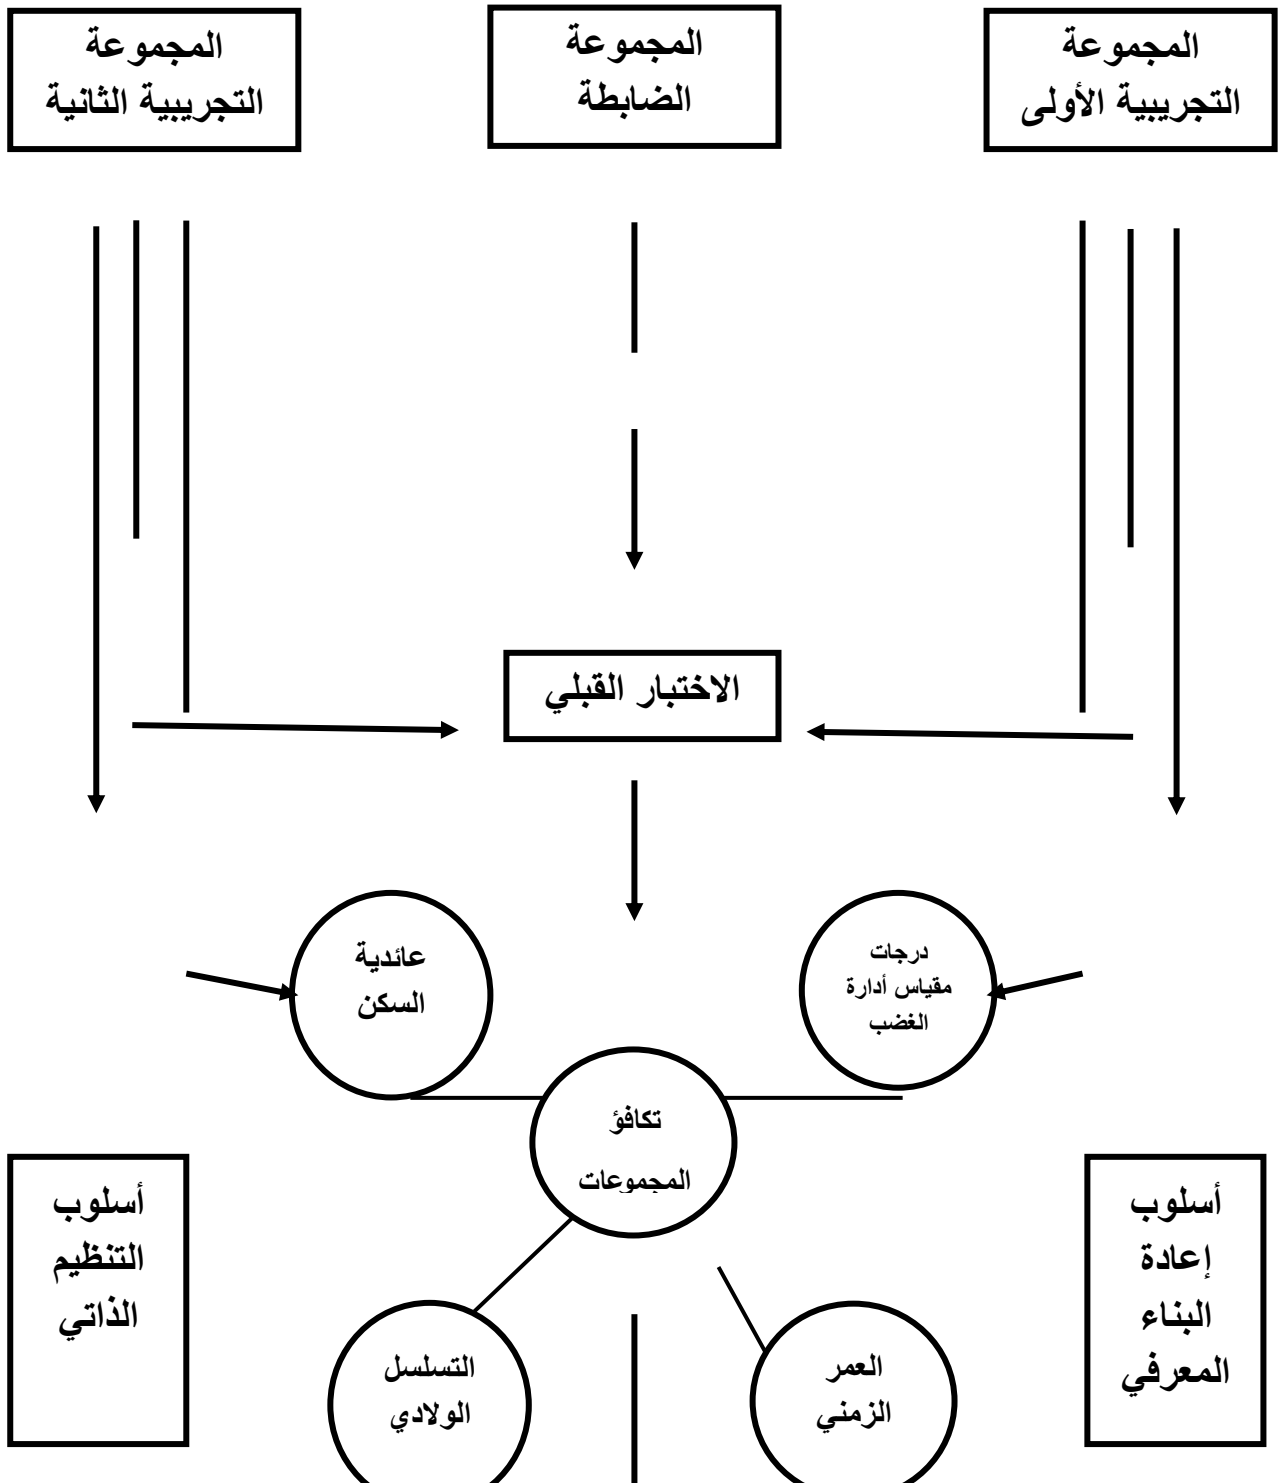 المجموعة
التجريبية الأولى
المجموعة
الضابطة
المجموعة
التجريبية الثانية
الاختبار القبلي
درجات
مقياس أدارة
الغضب
عائدية
السكن
تكافؤ
المجموعات
أسلوب
إعادة
البناء
المعرفي
أسلوب
التنظيم
الذاتي
العمر
الزمني
التسلسل
الولادي